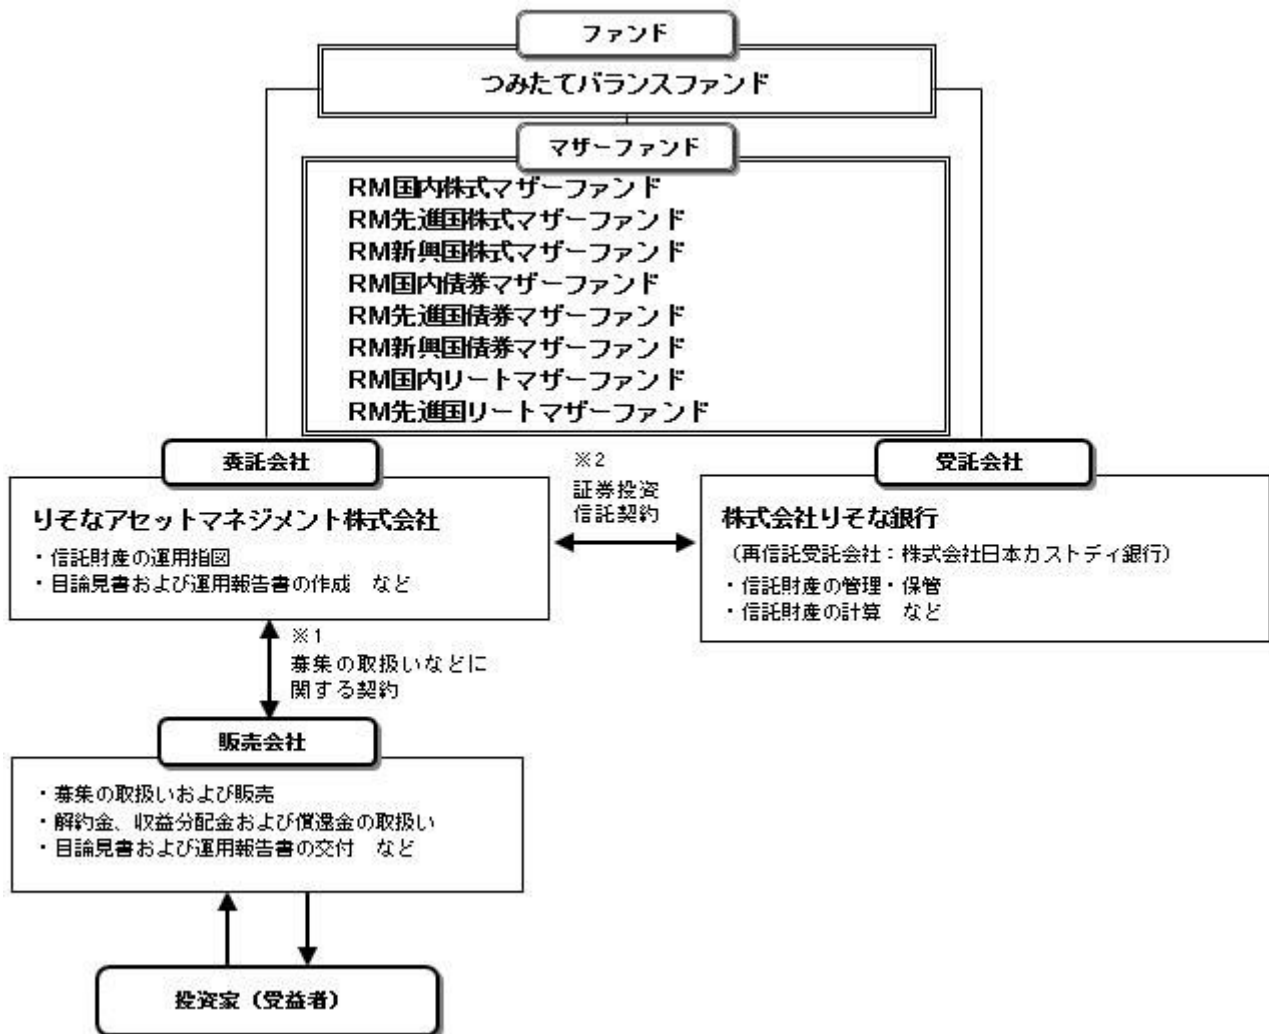 ファンド
つみたてバランスファンド
マザーファンド
RM国内株式マザーファンド
RM先進国株式マザーファンド
RM新興国株式マザーファンド
RM国内債券マザーファンド
RM先進国債券マザーファンド
RM新興国債券マザーファンド
RM国内リートマザーファンド
RM先進国リートマザーファンド
委託会社
りそなアセットマネジメント株式会社
・信託財産の運用指図
・目論見書および運用報告書の作成　など
※2
証券投資
信託契約
受託会社
株式会社りそな銀行
（再信託受託会社：株式会社日本カストディ銀行）
・信託財産の管理・保管
・信託財産の計算　など
※1
募集の取扱いなどに
関する契約
販売会社
・募集の取扱いおよび販売
・解約金、収益分配金および償還金の取扱い
・目論見書および運用報告書の交付　など
投資家（受益者）